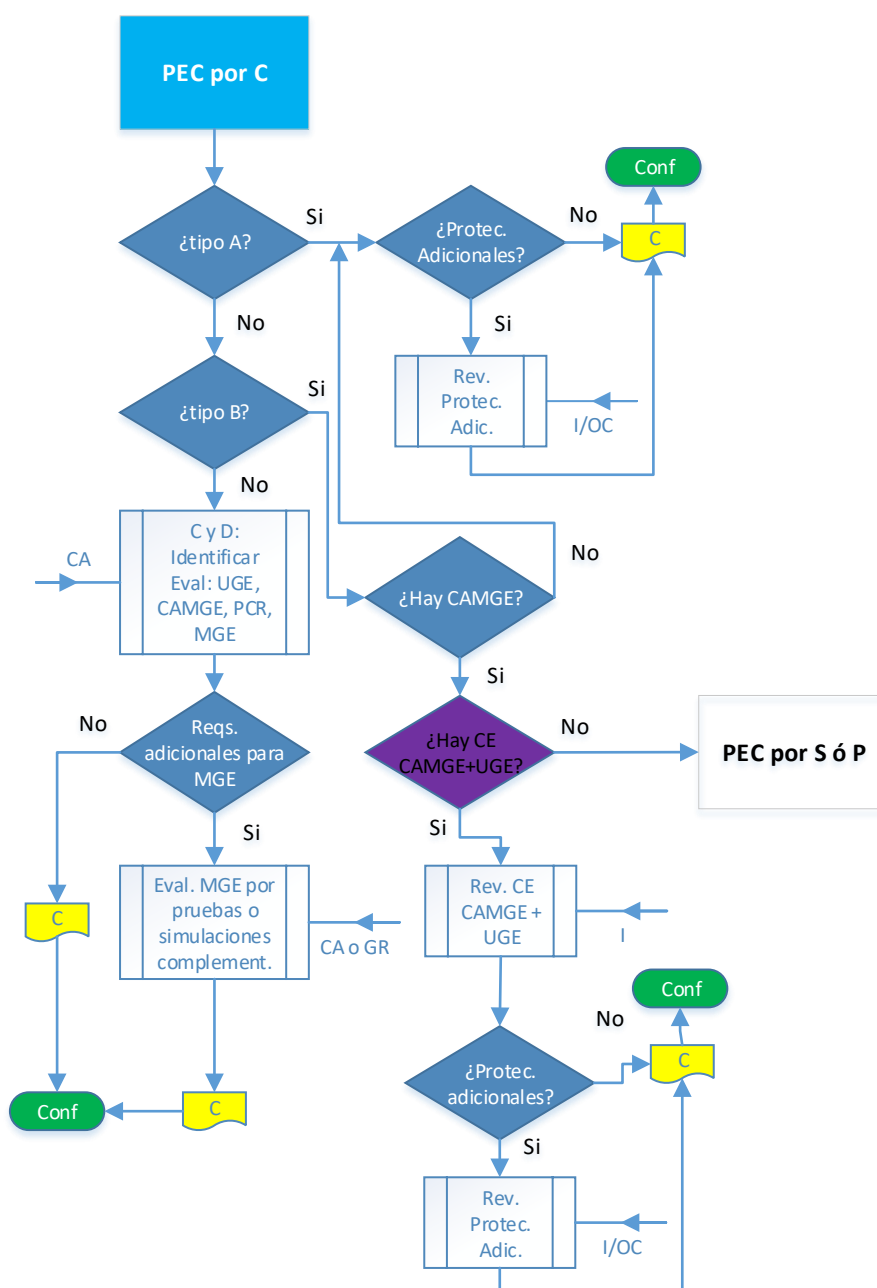 PEC por C
Conf
Si
No
¿tipo A?
¿Protec.
Adicionales?
C
No
Si
Si
¿tipo B?
Rev.
Protec.
Adic.
I/OC
No
C y D:
Identificar
Eval: UGE,
CAMGE, PCR,
MGE
CA
No
¿Hay CAMGE?
Si
No
Reqs.
adicionales para
MGE
¿Hay CE
CAMGE+UGE?
No
PEC por S ó P
Si
Si
Eval. MGE por
pruebas o
simulaciones
complement.
CA o GR
Rev. CE
CAMGE +
UGE
I
C
Conf
No
C
¿Protec.
adicionales?
Conf
C
Si
Rev.
Protec.
Adic.
I/OC